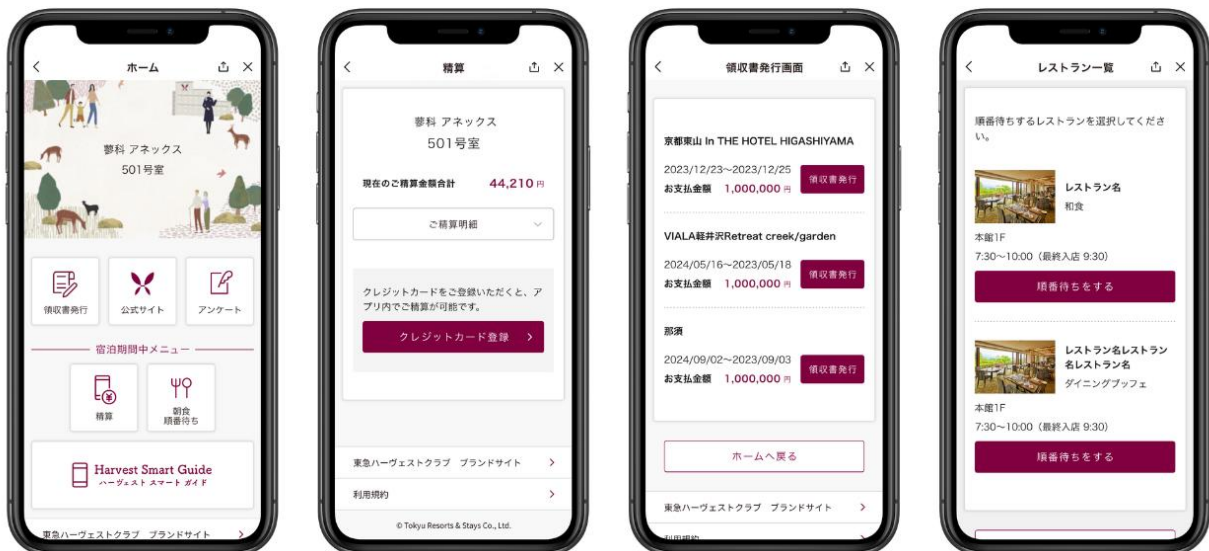 ホーム
蓼科 アネックス
501号室
領収書発行
公式サイト
アンケート
宿泊期間中メニュー
精算
朝食
順番待ち
Harvest Smart Guide
ハーヴェスト スマート ガイド
東急ハーヴェストクラブ ブランドサイト
精算
蓼科 アネックス
501号室
現在のご精算金額合計 44,210 円
ご精算明細
クレジットカードをご登録いただくと、ア
プリ内でご精算が可能です。
クレジットカード登録
東急ハーヴェストクラブ ブランドサイト
利用規約
© Tokyu Resorts & Stays Co., Ltd.
領収書発行画面
京都東山 In THE HOTEL HIGASHIYAMA
2023/12/23~2023/12/25
お支払金額 1,000,000 円
領収書発行
VIALA軽井沢Retreat creek/garden
2024/05/16~2023/05/18
お支払金額 1,000,000 円
領収書発行
那須
2024/09/02~2023/09/03
お支払金額 1,000,000 円
領収書発行
ホームへ戻る
東急ハーヴェストクラブ ブランドサイト
利用規約
レストラン一覧
順番待ちするレストランを選択してくださ
い。
レストラン名
和食
本館1F
7:30~10:00（最終入店 9:30）
順番待ちをする
レストラン名レストラン
名レストラン名
ダイニングブッフェ
本館1F
7:30~10:00（最終入店 9:30）
順番待ちをする